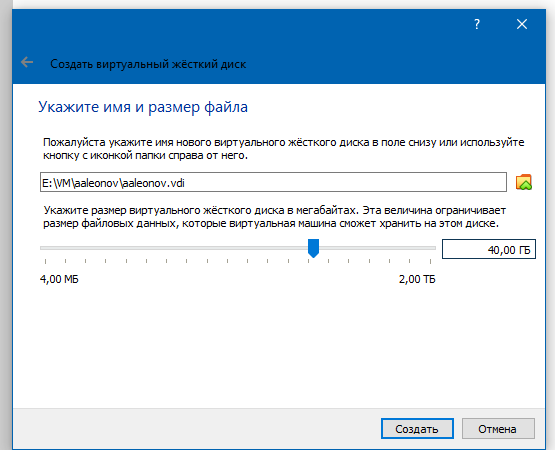 ?
Создать виртуальный жёсткий диск
Укажите имя и размер файла
Пожалуйста укажите имя нового виртуального жёсткого диска в поле снизу или используйте
кнопку с иконкой папки справа от него.
E:\VM\aaleonov\aaleonov.vdi
Укажите размер виртуального жёсткого диска в мегабайтах. Эта величина ограничивает
размер файловых данных, которые виртуальная машина сможет хранить на этом диске.
40,00 ГБ
4,00 МБ 2,00 ТБ
Создать Отмена